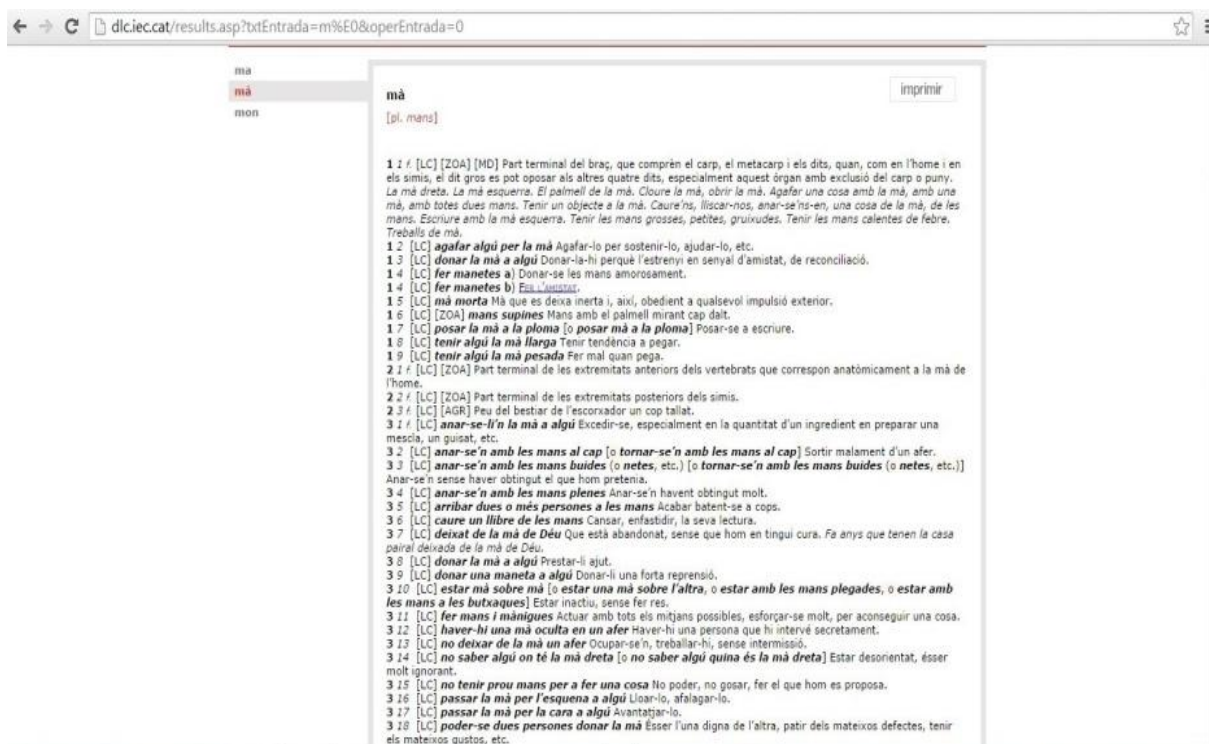 dlc.iec.cat/results.asp?txtEntrada=m%E0&operEntrada=0
ma
mà
mon
mà
imprimir
[pl. mans]
1 1 f. [LC] [ZOA] [MD] Part terminal del braç, que comprèn el carp, el metacarp i els dits, quan, com en l'home i en
els simis, el dit gros es pot oposar als altres quatre dits, especialment aquest òrgan amb exclusió del carp o puny.
La mà dreta. La mà esquerra. El palmell de la mà. Cloure la mà, obrir la mà. Agafar una cosa amb la mà, amb una
mà, amb totes dues mans. Tenir un objecte a la mà. Caure'ns, lliscar-nos, anar-se'ns-en, una cosa de la mà, de les
mans. Escriure amb la mà esquerra. Tenir les mans grosses, petites, gruixudes. Tenir les mans calentes de febre.
Treballs de mà.
1 2 [LC] agafar algú per la mà Agafar-lo per sostenir-lo, ajudar-lo, etc.
1 3 [LC] donar la mà a algú Donar-la-hi perquè l'estrenyi en senyal d'amistat, de reconciliació.
1 4 [LC] fer manetes a) Donar-se les mans amorosament.
1 4 [LC] fer manetes b) FER L'AMISTAT.
1 5 [LC] mà morta Mà que es deixa inerta i, així, obedient a qualsevol impulsió exterior.
1 6 [LC] [ZOA] mans supines Mans amb el palmell mirant cap dalt.
1 7 [LC] posar la mà a la ploma [o posar mà a la ploma] Posar-se a escriure.
1 8 [LC] tenir algú la mà llarga Tenir tendència a pegar.
1 9 [LC] tenir algú la mà pesada Fer mal quan pega.
2 1 f. [LC] [ZOA] Part terminal de les extremitats anteriors dels vertebrats que correspon anatòmicament a la mà de
l'home.
2 2 f. [LC] [ZOA] Part terminal de les extremitats posteriors dels simis.
2 3 f. [LC] [AGR] Peu del bestiar de l'escorxador un cop tallat.
3 1 f. [LC] anar-se-li'n la mà a algú Excedir-se, especialment en la quantitat d'un ingredient en preparar una
mescla, un guisat, etc.
3 2 [LC] anar-se'n amb les mans al cap [o tornar-se'n amb les mans al cap] Sortir malament d'un afer.
3 3 [LC] anar-se'n amb les mans buides (o netes, etc.) [o tornar-se'n amb les mans buides (o netes, etc.)]
Anar-se'n sense haver obtingut el que hom pretenia.
3 4 [LC] anar-se'n amb les mans plenes Anar-se'n havent obtingut molt.
3 5 [LC] arribar dues o més persones a les mans Acabar batent-se a cops.
3 6 [LC] caure un llibre de les mans Cansar, enfastidir, la seva lectura.
3 7 [LC] deixat de la mà de Déu Que està abandonat, sense que hom en tingui cura. Fa anys que tenen la casa
pairal deixada de la mà de Déu.
3 8 [LC] donar la mà a algú Prestar-li ajut.
3 9 [LC] donar una maneta a algú Donar-li una forta reprensió.
3 10 [LC] estar mà sobre mà [o estar una mà sobre l'altra, o estar amb les mans plegades, o estar amb
les mans a les butxaques] Estar inactiu, sense fer res.
3 11 [LC] fer mans i mànigues Actuar amb tots els mitjans possibles, esforçar-se molt, per aconseguir una cosa.
3 12 [LC] haver-hi una mà oculta en un afer Haver-hi una persona que hi intervé secretament.
3 13 [LC] no deixar de la mà un afer Ocupar-se'n, treballar-hi, sense intermissió.
3 14 [LC] no saber algú on té la mà dreta [o no saber algú quina és la mà dreta] Estar desorientat, ésser
molt ignorant.
3 15 [LC] no tenir prou mans per a fer una cosa No poder, no gosar, fer el que hom es proposa.
3 16 [LC] passar la mà per l'esquena a algú Lloar-lo, afalagar-lo.
3 17 [LC] passar la mà per la cara a algú Avantatjar-lo.
3 18 [LC] poder-se dues persones donar la mà Ésser l'una digna de l'altra, patir dels mateixos defectes, tenir
els mateixos gustos, etc.